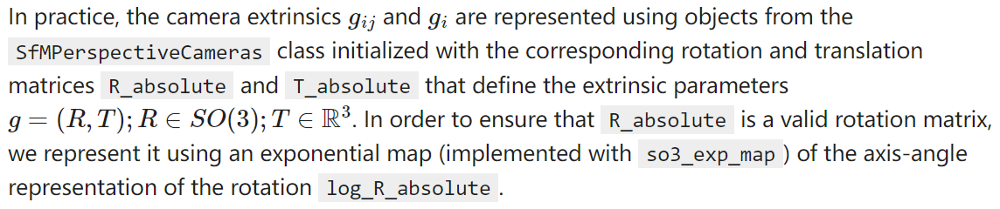 In practice, the camera extrinsics $g_{ij}$ and $g_i$ are represented using objects from the
SfMPerspectiveCameras class initialized with the corresponding rotation and translation
matrices R_absolute and T_absolute that define the extrinsic parameters
$g = (R, T); R \in SO(3); T \in \mathbb{R}^3$. In order to ensure that R_absolute is a valid rotation matrix,
we represent it using an exponential map (implemented with so3_exp_map ) of the axis-angle
representation of the rotation log_R_absolute .